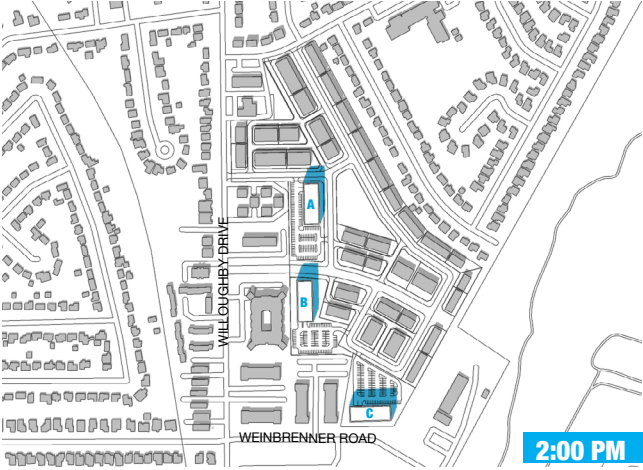 A
WILLOUGHBY DRIVE
B
C
WEINBRENNER ROAD
2:00 PM